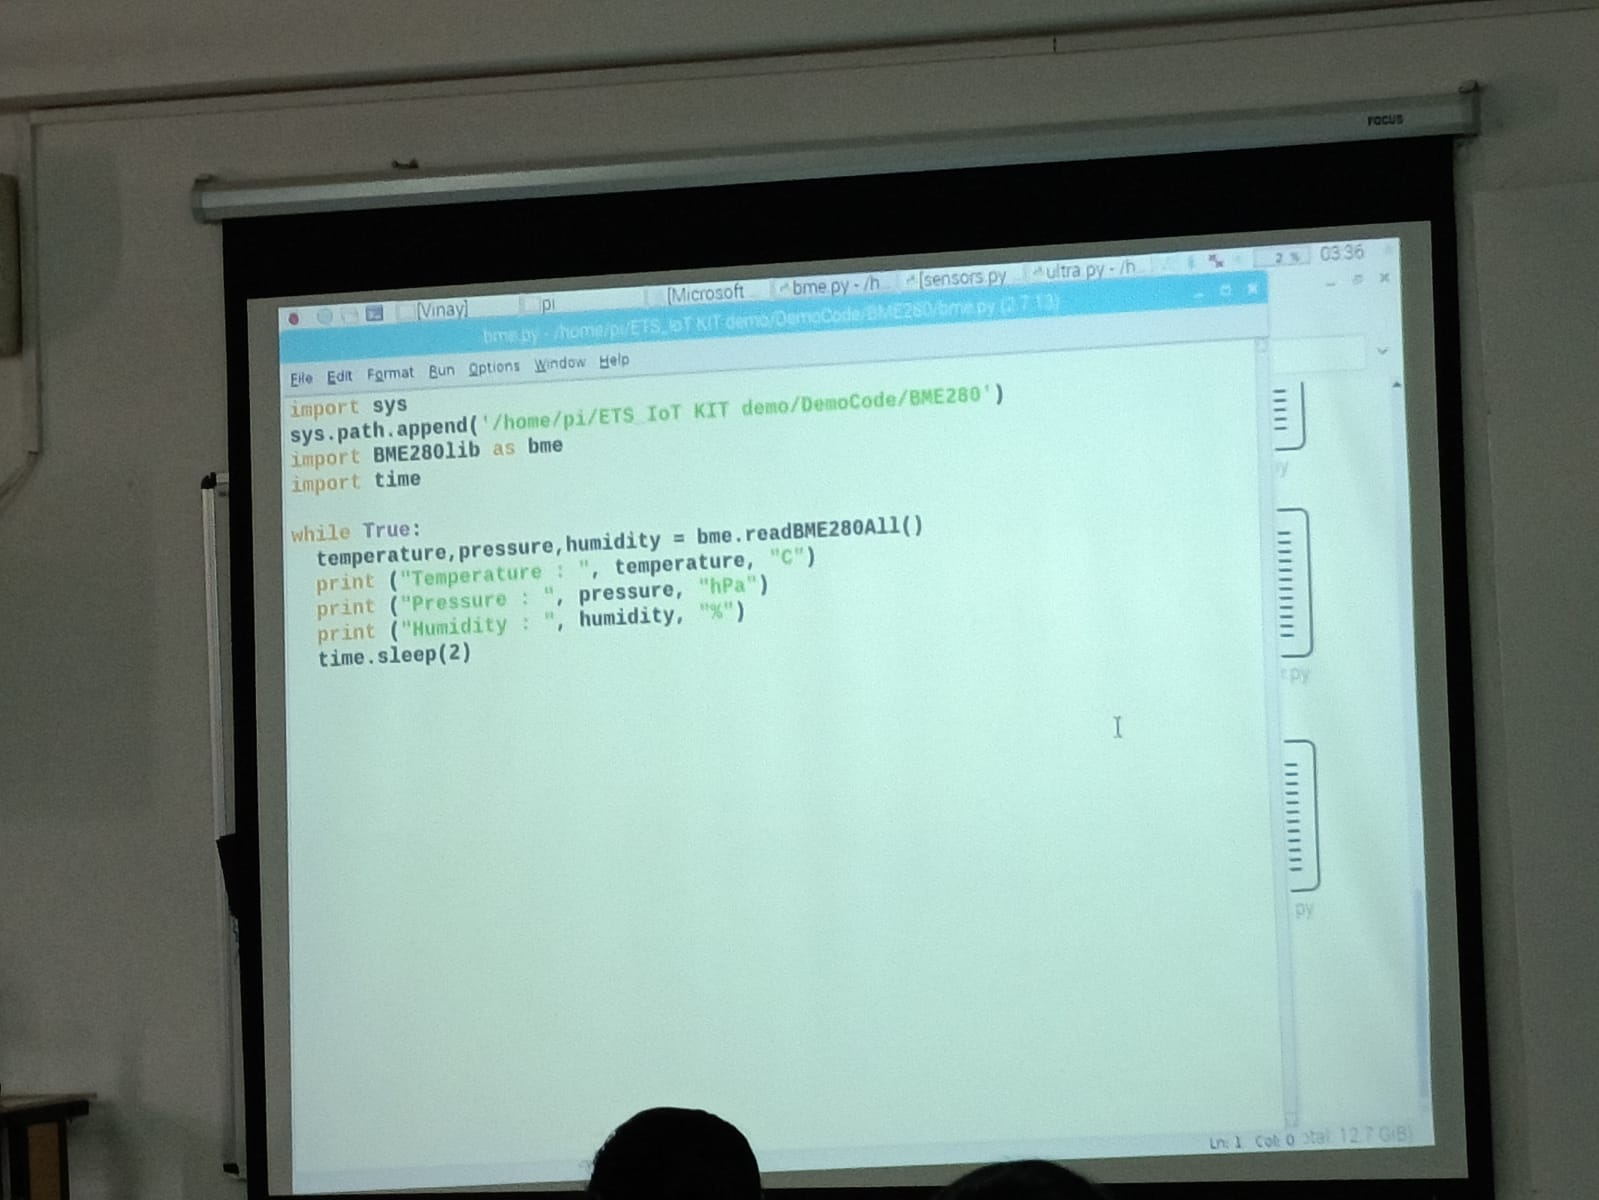 FOCUS
[Vinay] pi [Microsoft ... bme.py - /h... [sensors.py ... ultra.py - /h... 2 % 03:36
bme.py - /home/pi/ETS_IoT KIT demo/DemoCode/BME280/bme.py (2.7.13)
File Edit Format Run Options Window Help
import sys
sys.path.append('/home/pi/ETS_IoT KIT demo/DemoCode/BME280')
import BME280lib as bme
import time
while True:
temperature,pressure,humidity = bme.readBME280All()
print ("Temperature : ", temperature, "C")
print ("Pressure : ", pressure, "hPa")
print ("Humidity : ", humidity, "%")
time.sleep(2)
py
Ln: 1 Col: 0 12.7 GiB)